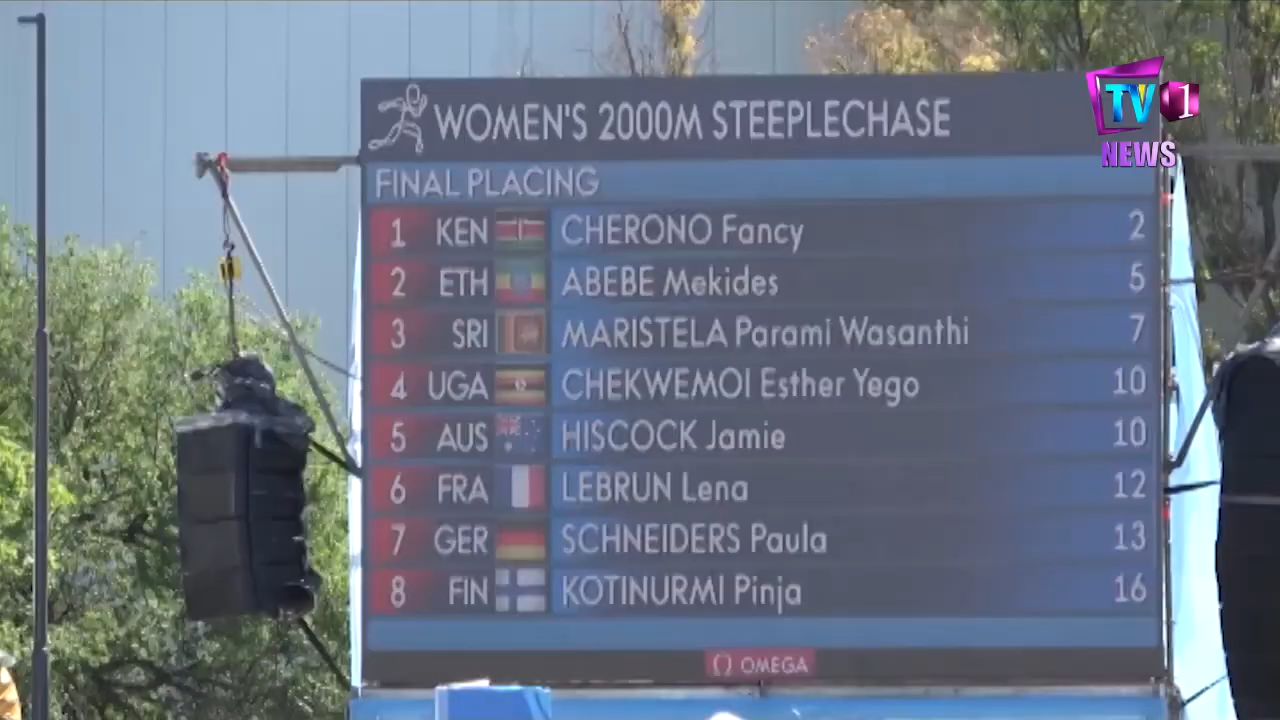 TV 1
NEWS
WOMEN'S 2000M STEEPLECHASE
FINAL PLACING
1 KEN CHERONO Fancy 2
2 ETH ABEBE Mekides 5
3 SRI MARISTELA Parami Wasanthi 7
4 UGA CHEKWEMOI Esther Yego 10
5 AUS HISCOCK Jamie 10
6 FRA LEBRUN Lena 12
7 GER SCHNEIDERS Paula 13
8 FIN KOTINURMI Pinja 16
OMEGA